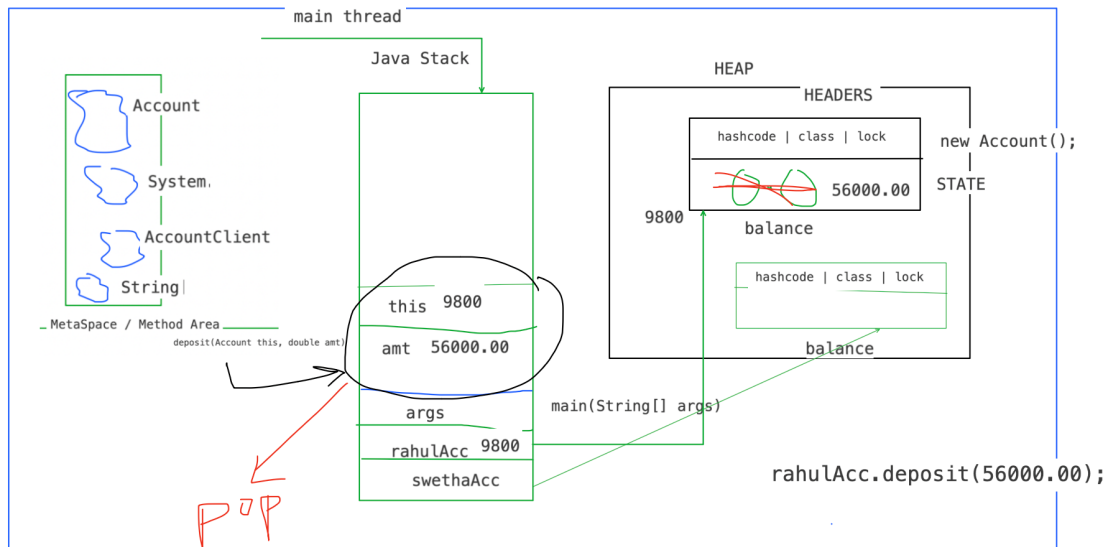 main thread
Java Stack
HEAP
HEADERS
Account
hashcode | class | lock
new Account();
System.
56000.00
STATE
9800
balance
AccountClient
hashcode | class | lock
String
this 9800
MetaSpace / Method Area
deposit(Account this, double amt)
amt 56000.00
balance
args
main(String[] args)
rahulAcc 9800
swethaAcc
rahulAcc.deposit(56000.00);
POP